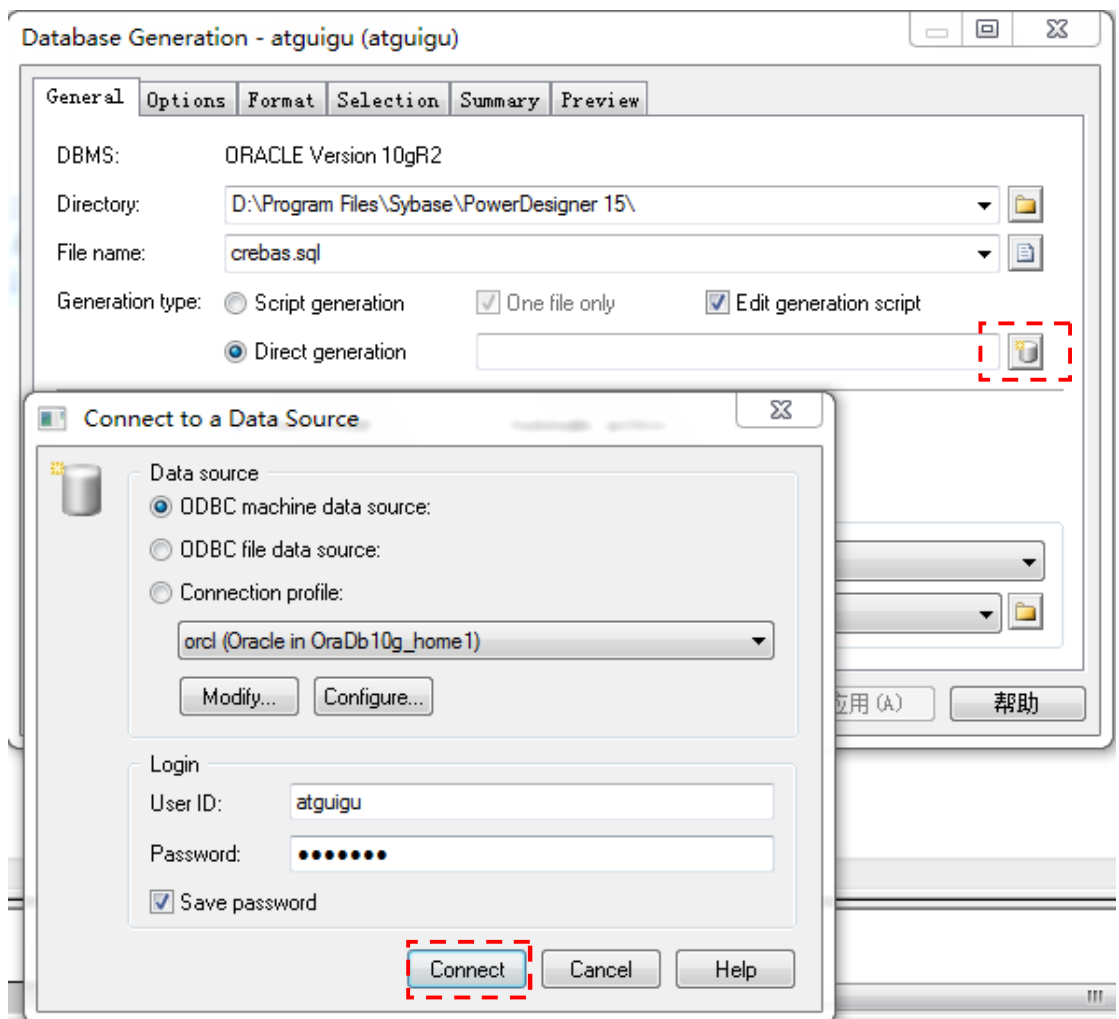 Database Generation - atguigu (atguigu)
General Options Format Selection Summary Preview
DBMS: ORACLE Version 10gR2
Directory: D:\Program Files\Sybase\PowerDesigner 15\
File name: crebas.sql
Generation type: Script generation One file only Edit generation script
Direct generation
Connect to a Data Source
Data source
ODBC machine data source:
ODBC file data source:
Connection profile:
orcl (Oracle in OraDb10g_home1)
Modify... Configure...
应用(A) 帮助
Login
User ID: atguigu
Password: •••••••
Save password
Connect Cancel Help